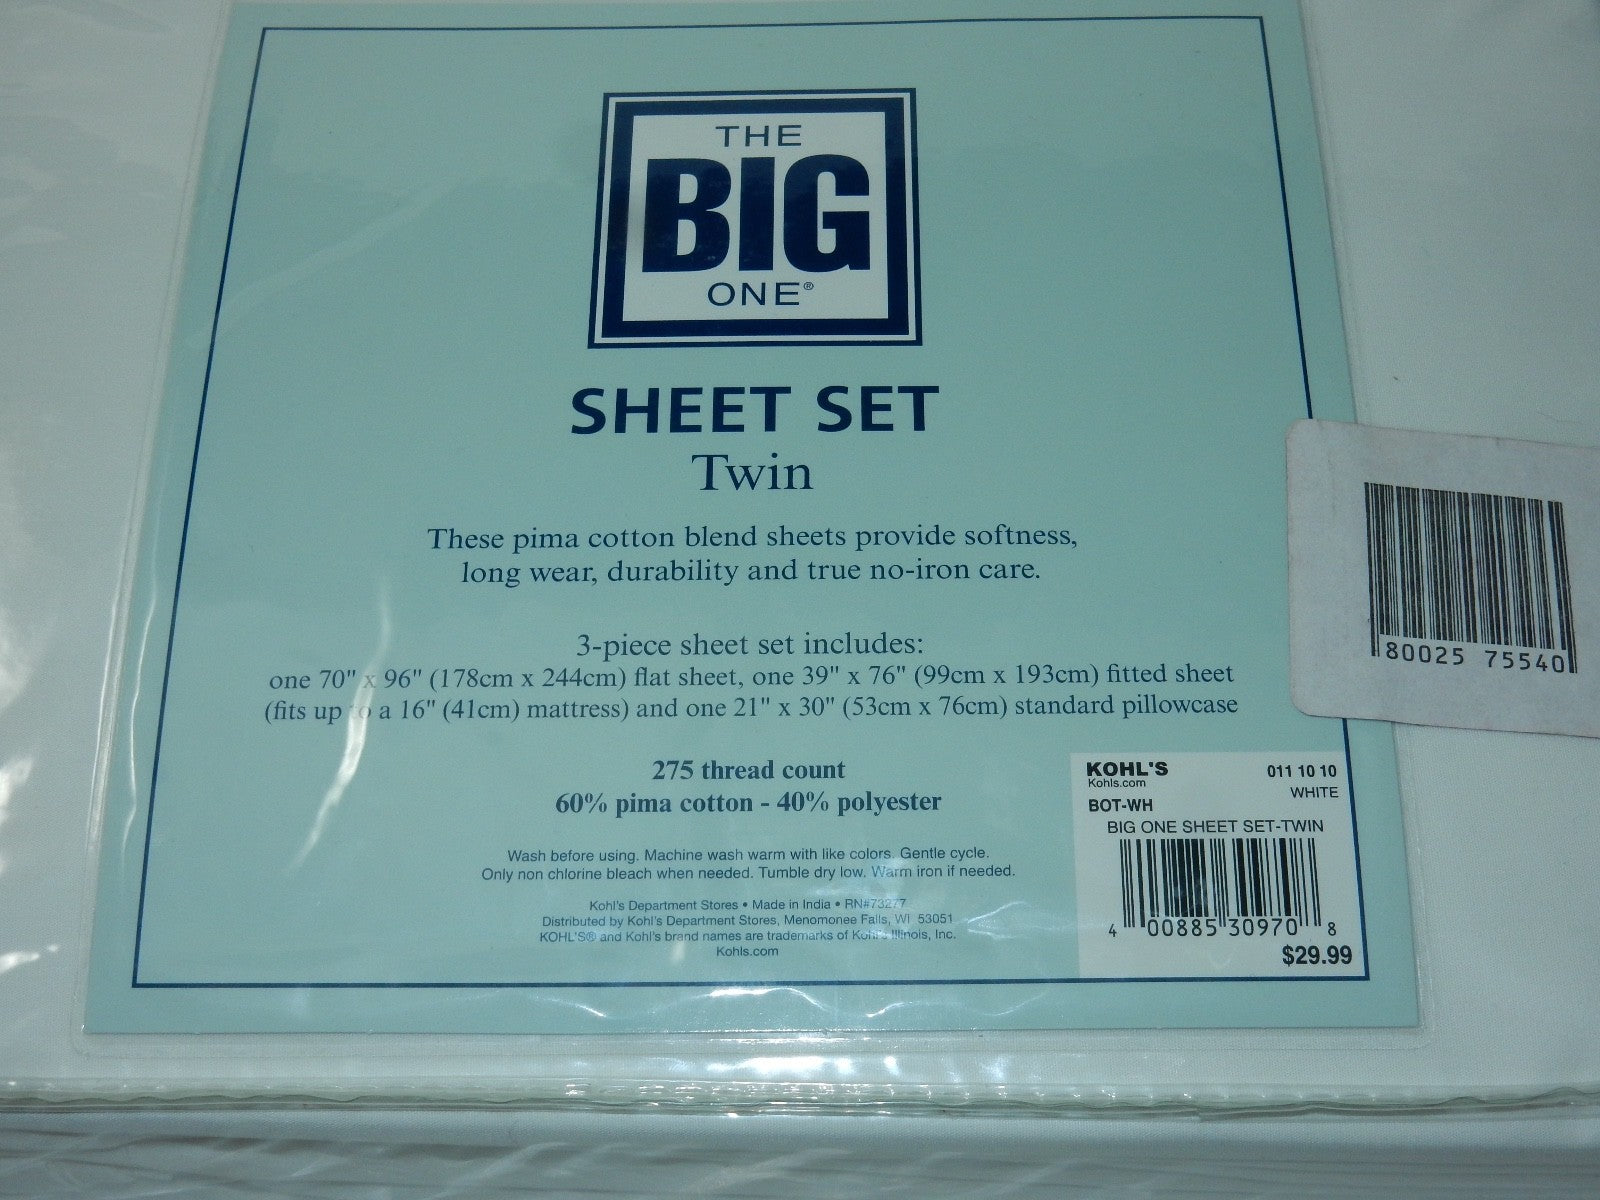 THE
BIG
ONE®
SHEET SET
Twin
These pima cotton blend sheets provide softness,
long wear, durability and true no-iron care.
3-piece sheet set includes:
one 70" x 96" (178cm x 244cm) flat sheet, one 39" x 76" (99cm x 193cm) fitted sheet
(fits up to a 16" (41cm) mattress) and one 21" x 30" (53cm x 76cm) standard pillowcase
275 thread count
60% pima cotton - 40% polyester
Wash before using. Machine wash warm with like colors. Gentle cycle.
Only non chlorine bleach when needed. Tumble dry low. Warm iron if needed.
Kohl's Department Stores • Made in India • RN#73277
Distributed by Kohl's Department Stores, Menomonee Falls, WI 53051
KOHL'S® and Kohl's brand names are trademarks of Kohl's Illinois, Inc.
Kohls.com
80025 75540
KOHL'S 011 10 10
Kohls.com WHITE
BOT-WH
BIG ONE SHEET SET-TWIN
4 00885 30970 8
$29.99